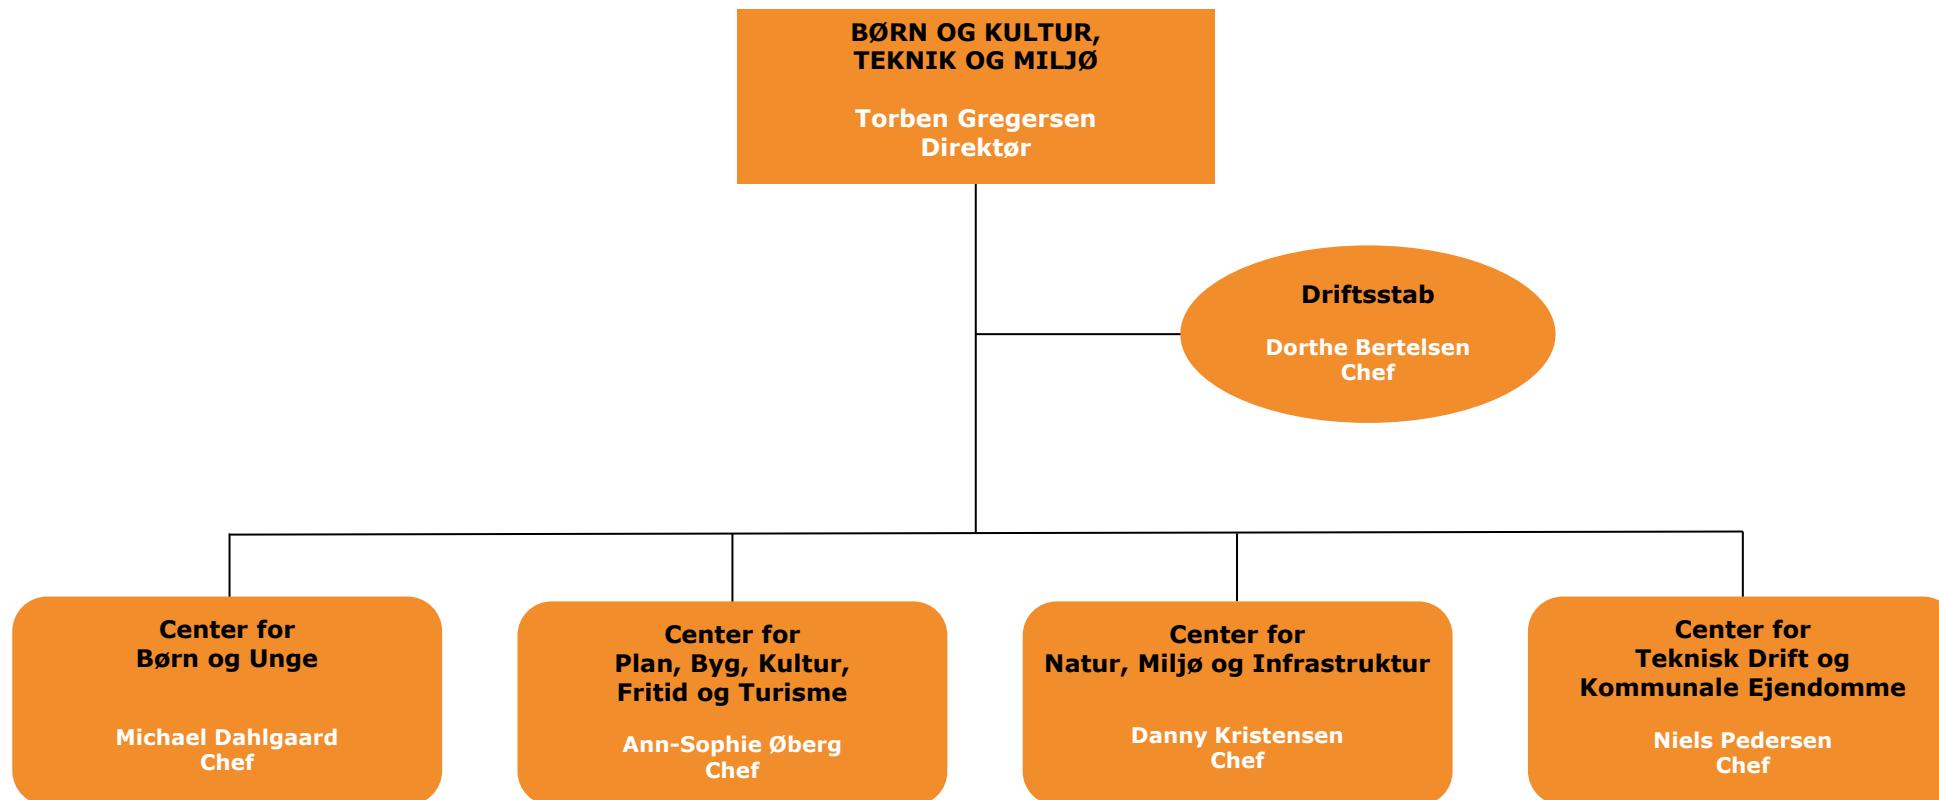 BØRN OG KULTUR,
TEKNIK OG MILJØ
Torben Gregersen
Direktør
Driftsstab
Dorthe Bertelsen
Chef
Center for
Børn og Unge
Michael Dahlgaard
Chef
Center for
Plan, Byg, Kultur,
Fritid og Turisme
Ann-Sophie Øberg
Chef
Center for
Natur, Miljø og Infrastruktur
Danny Kristensen
Chef
Center for
Teknisk Drift og
Kommunale Ejendomme
Niels Pedersen
Chef